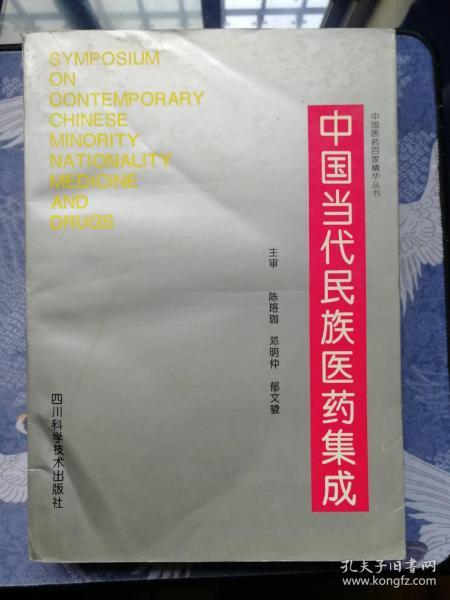 SYMPOSIUM
ON
CONTEMPORARY
CHINESE
MINORITY
NATIONALITY
MEDICINE
AND
DRUGS
中国医药百家精华丛书
中国当代民族医药集成
主审 陈珞珈 邓明仲 郁文骏
四川科学技术出版社
孔夫子旧书网
www.kongfz.com